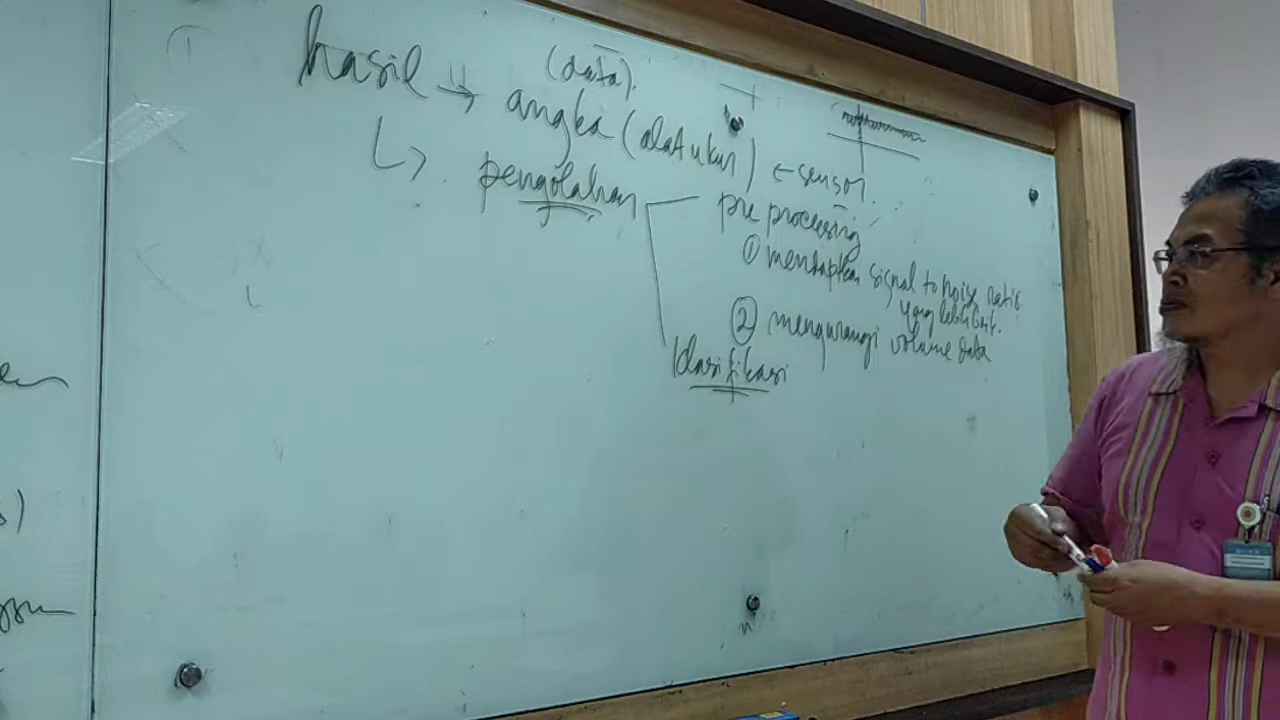 hasil → angka (alat ukur) ← sensor.
(data).
↳ pengolahan
pre processing
① mendaptkan signal to noise ratio
yang lebih baik.
② mengurangi volume data
klasifikasi